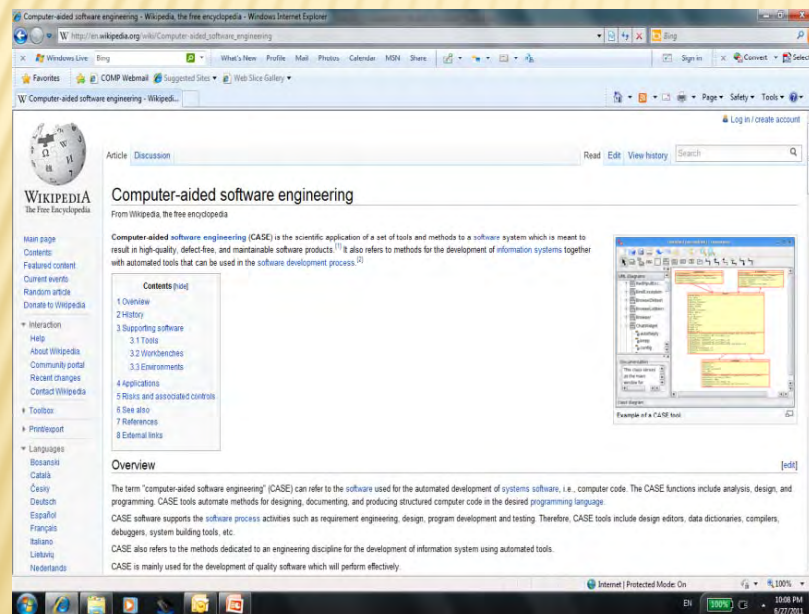 Computer-aided software engineering - Wikipedia, the free encyclopedia - Windows Internet Explorer
http://en.wikipedia.org/wiki/Computer-aided_software_engineering
Bing
Windows Live Bing What's New Profile Mail Photos Calendar MSN Share Sign in Convert Select
Favorites COMP Webmail Suggested Sites Web Slice Gallery
Computer-aided software engineering - Wikipedi... Page Safety Tools
Log in / create account
Article Discussion Read Edit View history Search
WIKIPEDIA
The Free Encyclopedia
Main page
Contents
Featured content
Current events
Random article
Donate to Wikipedia
Interaction
Help
About Wikipedia
Community portal
Recent changes
Contact Wikipedia
Toolbox
Print/export
Languages
Bosanski
Català
Česky
Deutsch
Español
Français
Italiano
Lietuvių
Nederlands
Computer-aided software engineering
From Wikipedia, the free encyclopedia
Computer-aided software engineering (CASE) is the scientific application of a set of tools and methods to a software system which is meant to
result in high-quality, defect-free, and maintainable software products.[1] It also refers to methods for the development of information systems together
with automated tools that can be used in the software development process.[2]
Contents [hide]
1 Overview
2 History
3 Supporting software
3.1 Tools
3.2 Workbenches
3.3 Environments
4 Applications
5 Risks and associated controls
6 See also
7 References
8 External links
UML Diagrams
Documentation
Example of a CASE tool.
Overview [edit]
The term "computer-aided software engineering" (CASE) can refer to the software used for the automated development of systems software, i.e., computer code. The CASE functions include analysis, design, and
programming. CASE tools automate methods for designing, documenting, and producing structured computer code in the desired programming language.
CASE software supports the software process activities such as requirement engineering, design, program development and testing. Therefore, CASE tools include design editors, data dictionaries, compilers,
debuggers, system building tools, etc.
CASE also refers to the methods dedicated to an engineering discipline for the development of information system using automated tools.
CASE is mainly used for the development of quality software which will perform effectively.
Internet | Protected Mode: On 100%
EN 100% 10:08 PM
5/27/2011